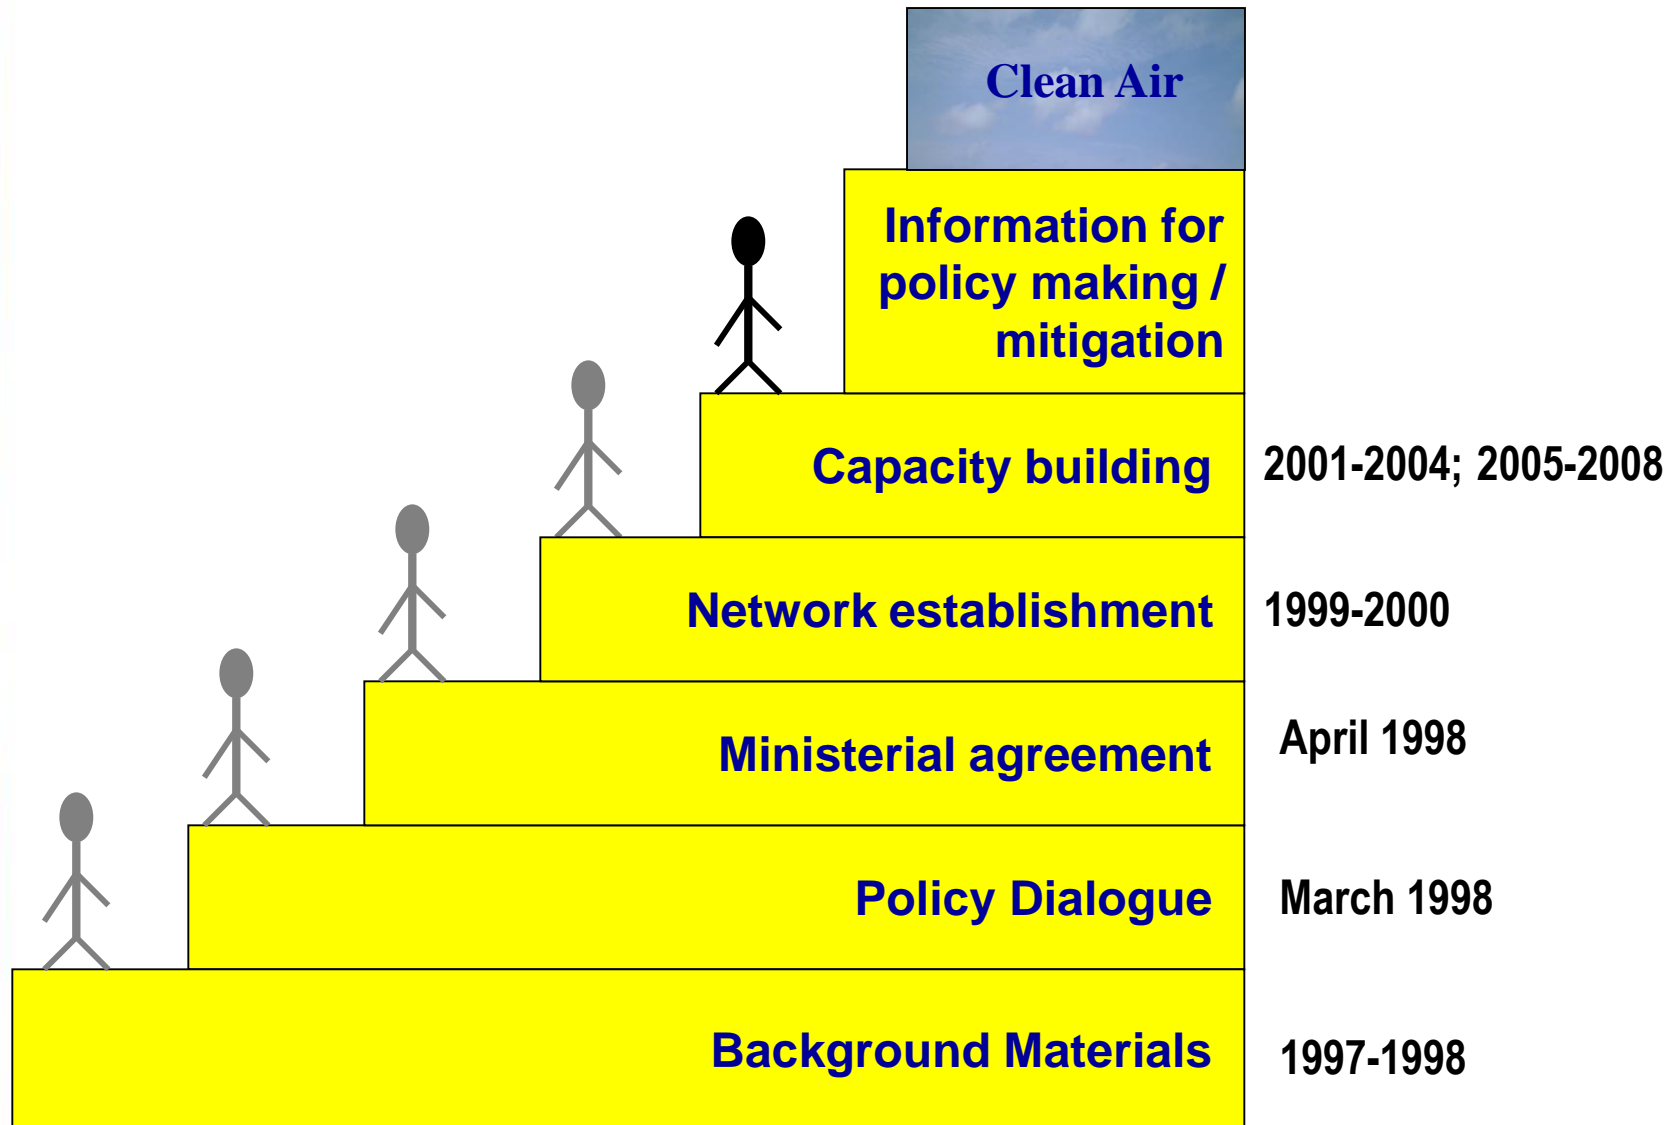 Clean Air
Information for
policy making /
mitigation
Capacity building
2001-2004; 2005-2008
Network establishment
1999-2000
Ministerial agreement
April 1998
Policy Dialogue
March 1998
Background Materials
1997-1998